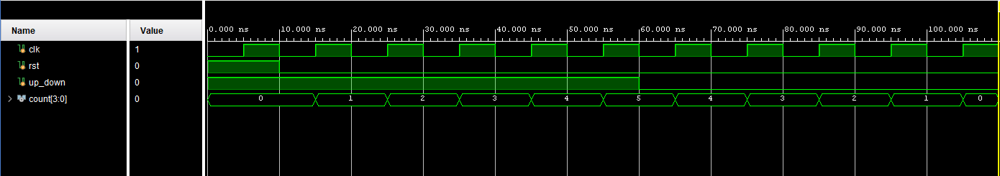 Name Value
0.000 ns 10.000 ns 20.000 ns 30.000 ns 40.000 ns 50.000 ns 60.000 ns 70.000 ns 80.000 ns 90.000 ns 100.000 ns
clk 1
rst 0
up_down 0
count[3:0] 0 0 1 2 3 4 5 4 3 2 1 0